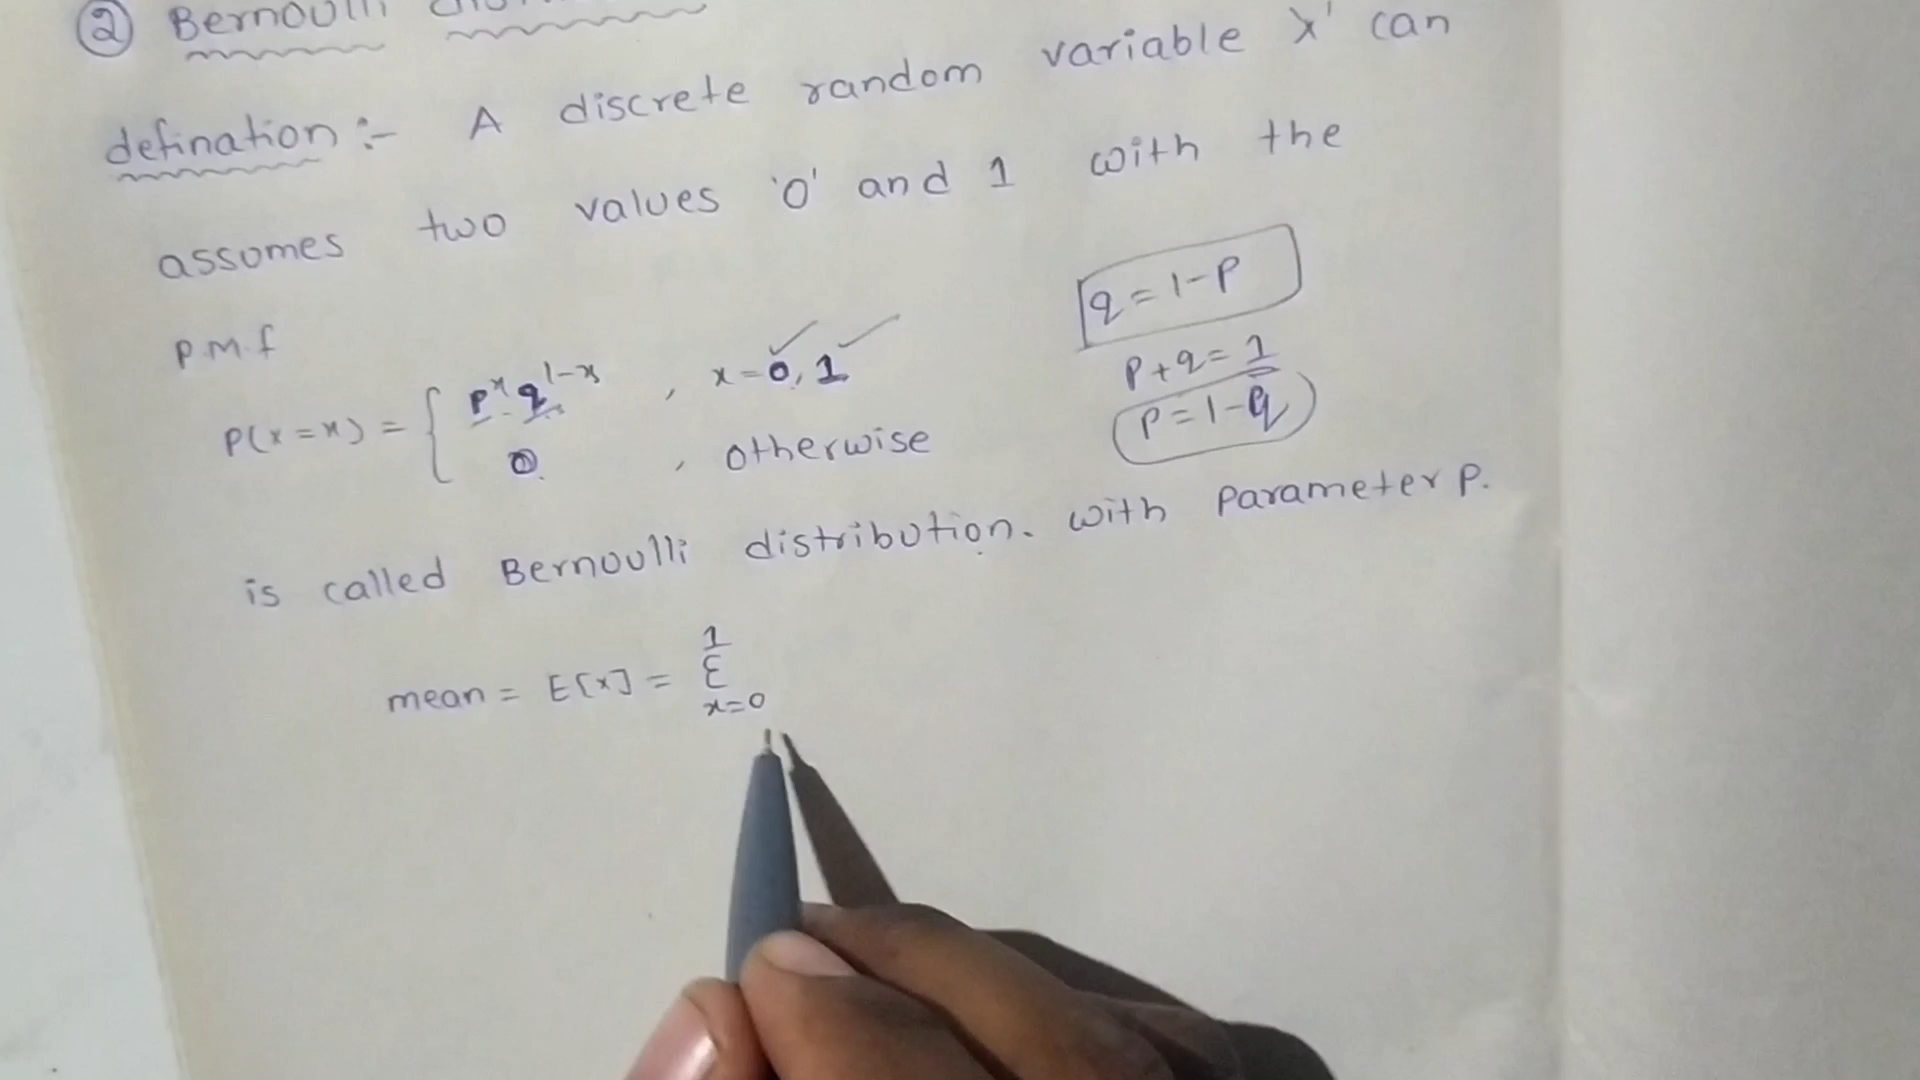 ② Bernoulli
defination :- A discrete random variable 'X' can
assumes two values '0' and 1 with the
P.m.f
P(x=x) = { p^x q^1-x , x=0,1
0 , otherwise
q = 1-p
p+q=1
p=1-q
is called Bernoulli distribution. with parameter p.
mean = E[x] = 1 Σ x=0